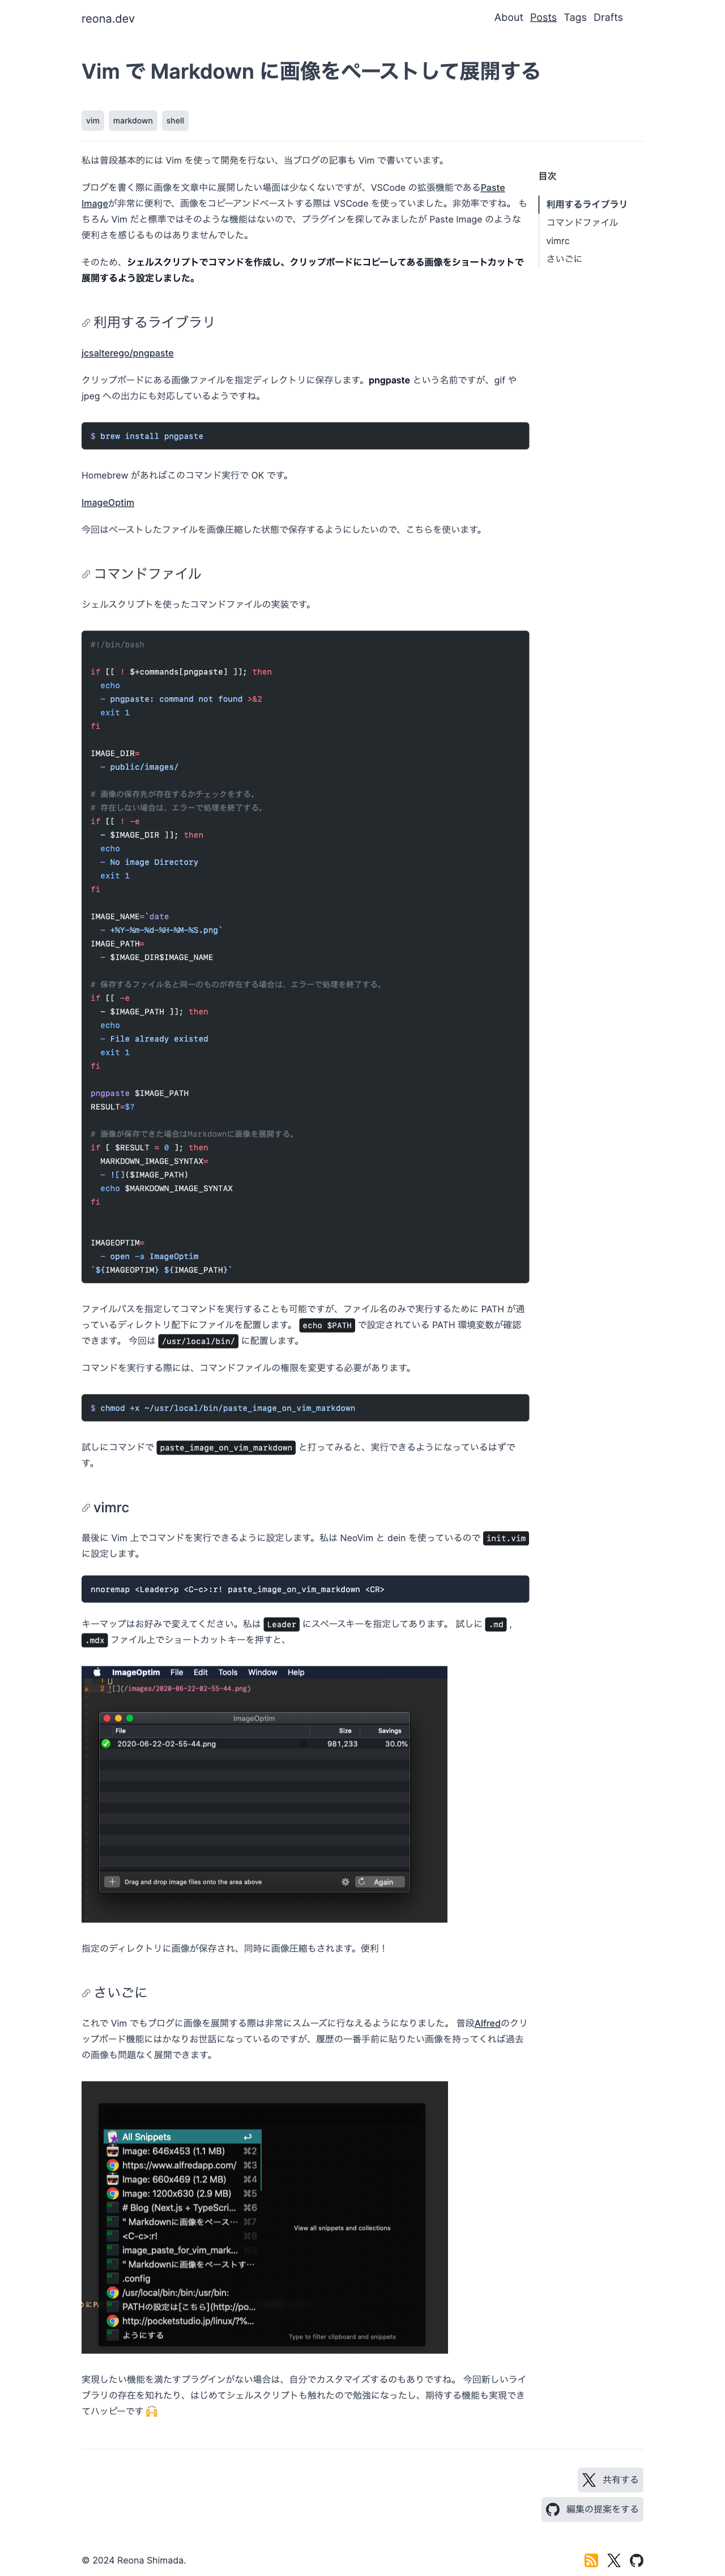 reona.dev
About Posts Tags Drafts
Vim で Markdown に画像をペーストして展開する
vim markdown shell
私は普段基本的には Vim を使って開発を行ない、当ブログの記事も Vim で書いています。
ブログを書く際に画像を文章中に展開したい場面は少なくないですが、VSCode の拡張機能であるPaste
Imageが非常に便利で、画像をコピーアンドペーストする際は VSCode を使っていました。非効率ですね。 も
ちろん Vim だと標準ではそのような機能はないので、プラグインを探してみましたが Paste Image のような
便利さを感じるものはありませんでした。
そのため、シェルスクリプトでコマンドを作成し、クリップボードにコピーしてある画像をショートカットで
展開するよう設定しました。
目次
利用するライブラリ
コマンドファイル
vimrc
さいごに
利用するライブラリ
jcsalterego/pngpaste
クリップボードにある画像ファイルを指定ディレクトリに保存します。pngpaste という名前ですが、gif や
jpeg への出力にも対応しているようですね。
$ brew install pngpaste
Homebrew があればこのコマンド実行で OK です。
ImageOptim
今回はペーストしたファイルを画像圧縮した状態で保存するようにしたいので、こちらを使います。
コマンドファイル
シェルスクリプトを使ったコマンドファイルの実装です。
#!/bin/bash
if [[ ! $+commands[pngpaste] ]]; then
echo
- pngpaste: command not found >&2
exit 1
fi
IMAGE_DIR=
- public/images/
# 画像の保存先が存在するかチェックをする。
# 存在しない場合は、エラーで処理を終了する。
if [[ ! -e
- $IMAGE_DIR ]]; then
echo
- No image Directory
exit 1
fi
IMAGE_NAME=`date
- +%Y-%m-%d-%H-%M-%S.png`
IMAGE_PATH=
- $IMAGE_DIR$IMAGE_NAME
# 保存するファイル名と同一のものが存在する場合は、エラーで処理を終了する。
if [[ -e
- $IMAGE_PATH ]]; then
echo
- File already existed
exit 1
fi
pngpaste $IMAGE_PATH
RESULT=$?
# 画像が保存できた場合はMarkdownに画像を展開する。
if [ $RESULT = 0 ]; then
MARKDOWN_IMAGE_SYNTAX=
- ![]($IMAGE_PATH)
echo $MARKDOWN_IMAGE_SYNTAX
fi
IMAGEOPTIM=
- open -a ImageOptim
`${IMAGEOPTIM} ${IMAGE_PATH}`
ファイルパスを指定してコマンドを実行することも可能ですが、ファイル名のみで実行するために PATH が通
っているディレクトリ配下にファイルを配置します。 echo $PATH で設定されている PATH 環境変数が確認
できます。 今回は /usr/local/bin/ に配置します。
コマンドを実行する際には、コマンドファイルの権限を変更する必要があります。
$ chmod +x ~/usr/local/bin/paste_image_on_vim_markdown
試しにコマンドで paste_image_on_vim_markdown と打ってみると、実行できるようになっているはずで
す。
vimrc
最後に Vim 上でコマンドを実行できるように設定します。私は NeoVim と dein を使っているので init.vim
に設定します。
nnoremap <Leader>p <C-c>:r! paste_image_on_vim_markdown <CR>
キーマップはお好みで変えてください。私は Leader にスペースキーを指定してあります。 試しに .md ,
.mdx ファイル上でショートカットキーを押すと、
ImageOptim File Edit Tools Window Help
2 ![](/images/2020-06-22-02-55-44.png)
ImageOptim
File Size Savings
2020-06-22-02-55-44.png 981,233 30.0%
Drag and drop image files onto the area above Again
指定のディレクトリに画像が保存され、同時に画像圧縮もされます。便利！
さいごに
これで Vim でもブログに画像を展開する際は非常にスムーズに行なえるようになりました。 普段Alfredのクリ
ップボード機能にはかなりお世話になっているのですが、履歴の一番手前に貼りたい画像を持ってくれば過去
の画像も問題なく展開できます。
All Snippets
Image: 646x453 (1.1 MB) ⌘2
https://www.alfredapp.com/ ⌘3
Image: 660x469 (1.2 MB) ⌘4
Image: 1200x630 (2.9 MB) ⌘5
# Blog (Next.js + TypeScri... ⌘6
" Markdownに画像をペース… ⌘7
<C-c>:r! ⌘8
image_paste_for_vim_mark...
" Markdownに画像をペーストす…
.config
/usr/local/bin:/bin:/usr/bin:
PATHの設定は[こちら](http://po...
http://pocketstudio.jp/linux/?%...
ようにする
View all snippets and collections
Type to filter clipboard and snippets
実現したい機能を満たすプラグインがない場合は、自分でカスタマイズするのもありですね。 今回新しいライ
ブラリの存在を知れたり、はじめてシェルスクリプトも触れたので勉強になったし、期待する機能も実現でき
てハッピーです 🙌
共有する
編集の提案をする
© 2024 Reona Shimada.